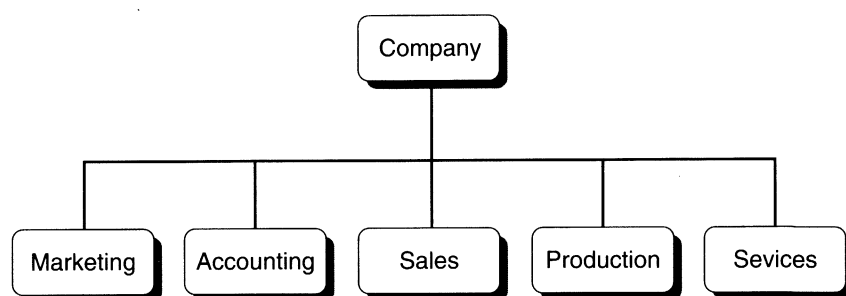 Company
Marketing
Accounting
Sales
Production
Sevices